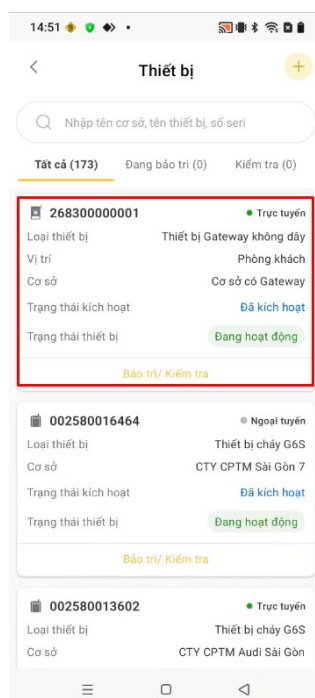 14:51
Thiết bị
Nhập tên cơ sở, tên thiết bị, số seri
Tất cả (173) Đang bảo trì (0) Kiểm tra (0)
268300000001 Trực tuyến
Loại thiết bị Thiết bị Gateway không dây
Vị trí Phòng khách
Cơ sở Cơ sở có Gateway
Trạng thái kích hoạt Đã kích hoạt
Trạng thái thiết bị Đang hoạt động
Bảo trì/ Kiểm tra
002580016464 Ngoại tuyến
Loại thiết bị Thiết bị cháy G6S
Cơ sở CTY CPTM Sài Gòn 7
Trạng thái kích hoạt Đã kích hoạt
Trạng thái thiết bị Đang hoạt động
Bảo trì/ Kiểm tra
002580013602 Trực tuyến
Loại thiết bị Thiết bị cháy G6S
Cơ sở CTY CPTM Audi Sài Gòn